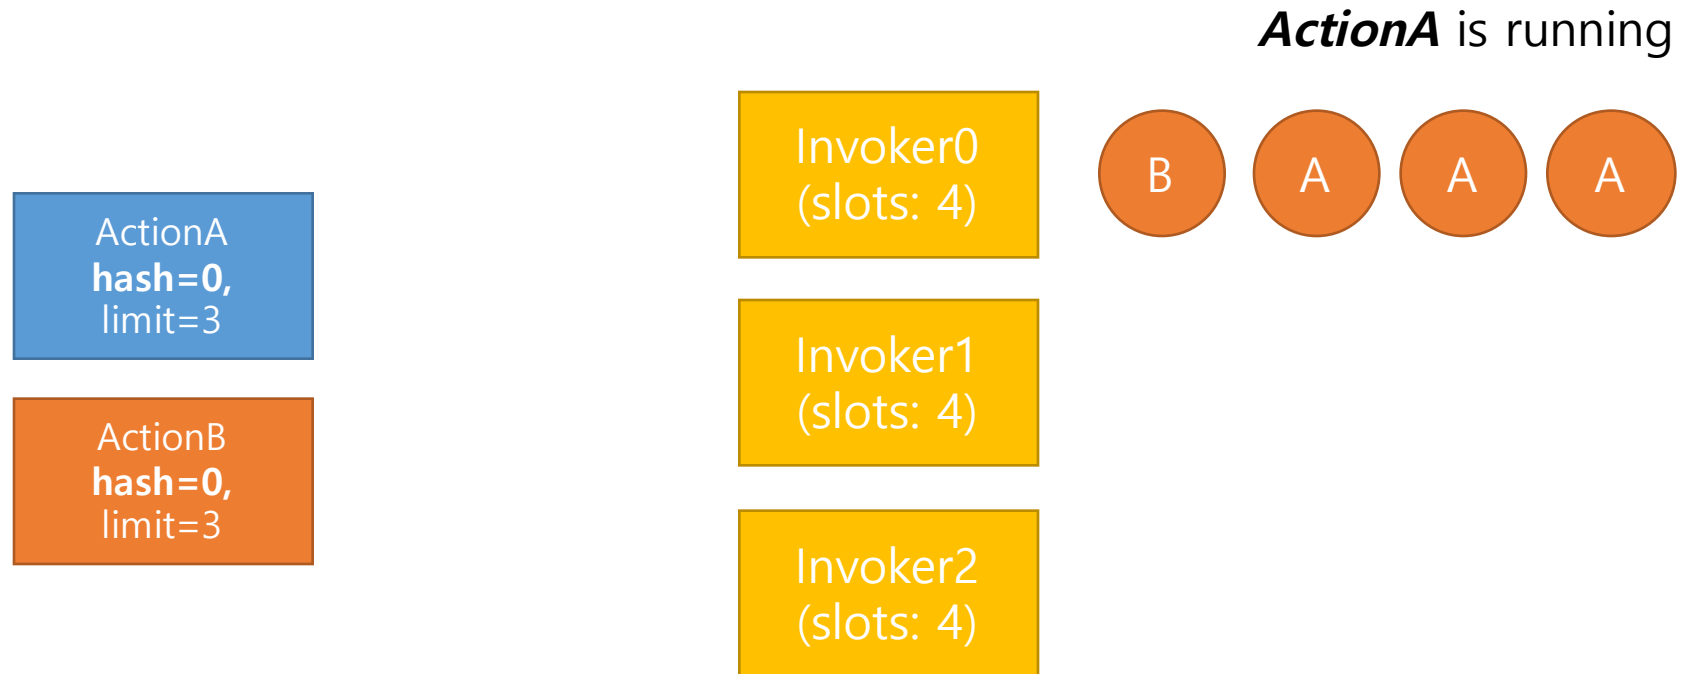 ActionA is running
ActionA
hash=0,
limit=3
ActionB
hash=0,
limit=3
Invoker0
(slots: 4)
B
A
A
A
Invoker1
(slots: 4)
Invoker2
(slots: 4)